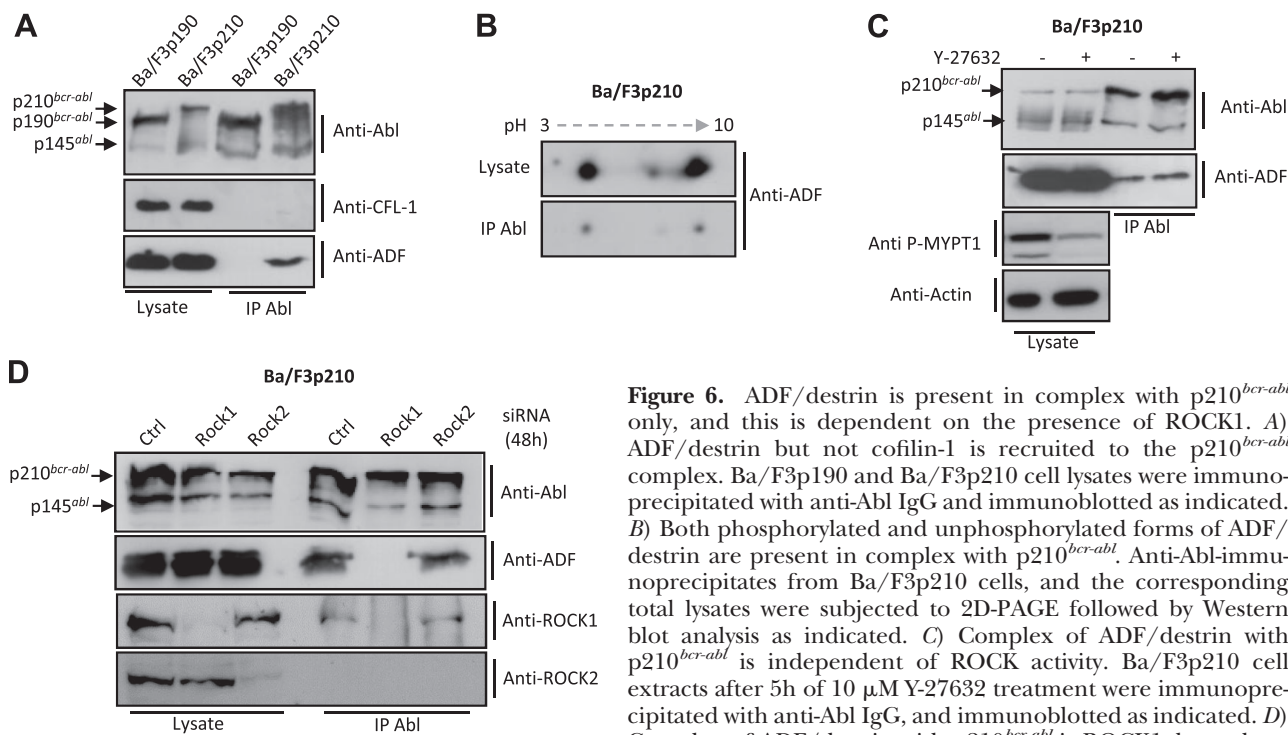 A
Ba/F3p190
Ba/F3p210
Ba/F3p190
Ba/F3p210
p210bcr-abl
p190bcr-abl
p145abl
Anti-Abl
Anti-CFL-1
Anti-ADF
Lysate
IP Abl
B
Ba/F3p210
pH 3 10
Lysate
IP Abl
Anti-ADF
C
Ba/F3p210
Y-27632 - + - +
p210bcr-abl
p145abl
Anti-Abl
Anti-ADF
IP Abl
Anti P-MYPT1
Anti-Actin
Lysate
D
Ba/F3p210
Ctrl Rock1 Rock2 Ctrl Rock1 Rock2
siRNA
(48h)
p210bcr-abl
p145abl
Anti-Abl
Anti-ADF
Anti-ROCK1
Anti-ROCK2
Lysate
IP Abl
Figure 6. ADF/destrin is present in complex with p210bcr-abl
only, and this is dependent on the presence of ROCK1. A)
ADF/destrin but not cofilin-1 is recruited to the p210bcr-abl
complex. Ba/F3p190 and Ba/F3p210 cell lysates were immuno-
precipitated with anti-Abl IgG and immunoblotted as indicated.
B) Both phosphorylated and unphosphorylated forms of ADF/
destrin are present in complex with p210bcr-abl. Anti-Abl-immu-
noprecipitates from Ba/F3p210 cells, and the corresponding
total lysates were subjected to 2D-PAGE followed by Western
blot analysis as indicated. C) Complex of ADF/destrin with
p210bcr-abl is independent of ROCK activity. Ba/F3p210 cell
extracts after 5h of 10 μM Y-27632 treatment were immunopre-
cipitated with anti-Abl IgG, and immunoblotted as indicated. D)